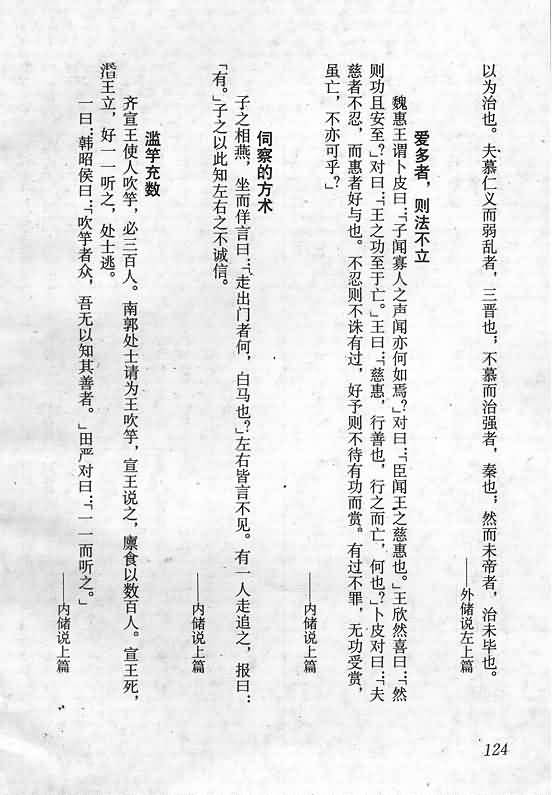 以为治也。夫慕仁义而弱乱者，三晋也；不慕而治强者，秦也；然而未帝者，治未毕也。
——外储说左上篇
爱多者，则法不立
魏惠王谓卜皮曰：「子闻寡人之声闻亦何如焉？」对曰：「臣闻王之慈惠也。」王欣然喜曰：「然
则功且安至？」对曰：「王之功至于亡。」王曰：「慈惠，行善也，行之而亡，何也？」卜皮对曰：「夫
慈者不忍，而惠者好与也。不忍则不诛有过，好予则不待有功而赏。有过不罪，无功受赏，
虽亡，不亦可乎？」
——内储说上篇
伺察的方术
子之相燕，坐而佯言曰：「走出门者何，白马也？」左右皆言不见。有一人走追之，报曰：
「有。」子之以此知左右之不诚信。
——内储说上篇
滥竽充数
齐宣王使人吹竽，必三百人。南郭处士请为王吹竽，宣王说之，廪食以数百人。宣王死，
湣王立，好一一听之，处士逃。
一曰：韩昭侯曰：「吹竽者众，吾无以知其善者。」田严对曰：「一一而听之。」
——内储说上篇
124